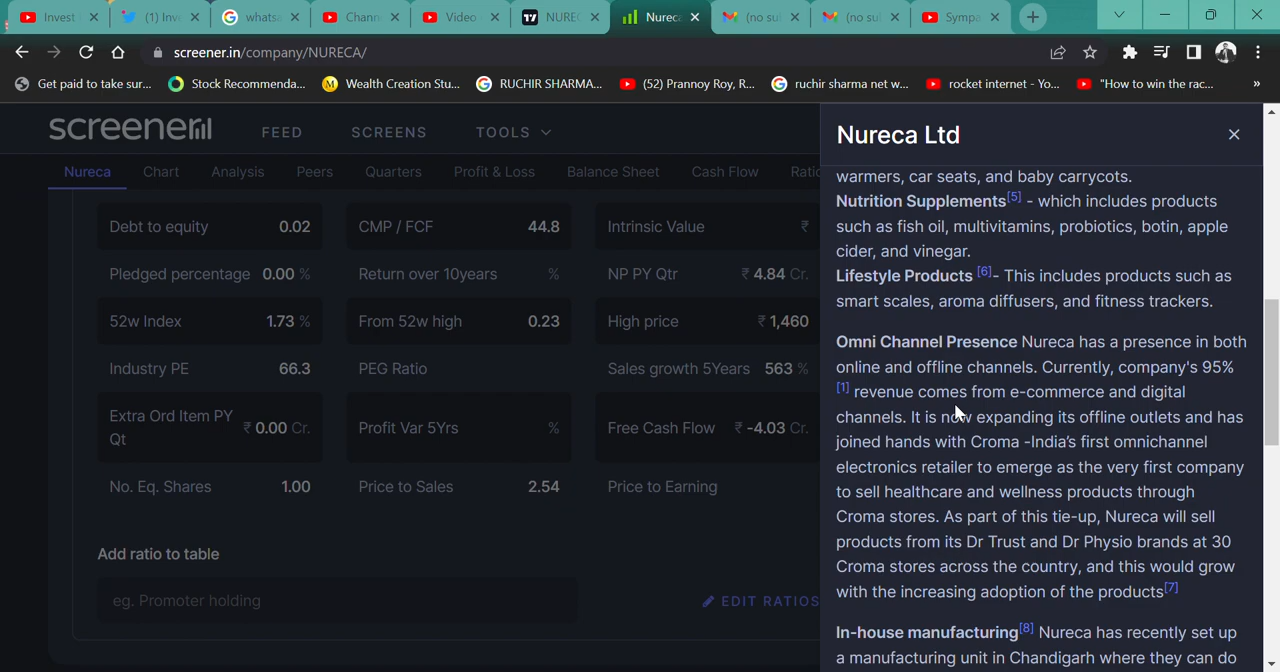 Invest
(1) Inv
whats
Chann
Video
NURE
Nurec
(no su
(no su
Sympa
screener.in/company/NURECA/
Get paid to take sur...
Stock Recommenda...
Wealth Creation Stu...
RUCHIR SHARMA...
(52) Prannoy Roy, R...
ruchir sharma net w...
rocket internet - Yo...
"How to win the rac...
»
screener
FEED
SCREENS
TOOLS
Nureca
Chart
Analysis
Peers
Quarters
Profit & Loss
Balance Sheet
Cash Flow
Ratio
Debt to equity 0.02
CMP / FCF 44.8
Intrinsic Value ₹
Pledged percentage 0.00 %
Return over 10years %
NP PY Qtr ₹ 4.84 Cr.
52w Index 1.73 %
From 52w high 0.23
High price ₹ 1,460
Industry PE 66.3
PEG Ratio
Sales growth 5Years 563 %
Extra Ord Item PY
Qt ₹ 0.00 Cr.
Profit Var 5Yrs %
Free Cash Flow ₹ -4.03 Cr.
No. Eq. Shares 1.00
Price to Sales 2.54
Price to Earning
Add ratio to table
eg. Promoter holding
EDIT RATIOS
Nureca Ltd
warmers, car seats, and baby carrycots.
Nutrition Supplements[5] - which includes products
such as fish oil, multivitamins, probiotics, botin, apple
cider, and vinegar.
Lifestyle Products [6]- This includes products such as
smart scales, aroma diffusers, and fitness trackers.
Omni Channel Presence Nureca has a presence in both
online and offline channels. Currently, company's 95%
[1] revenue comes from e-commerce and digital
channels. It is now expanding its offline outlets and has
joined hands with Croma -India's first omnichannel
electronics retailer to emerge as the very first company
to sell healthcare and wellness products through
Croma stores. As part of this tie-up, Nureca will sell
products from its Dr Trust and Dr Physio brands at 30
Croma stores across the country, and this would grow
with the increasing adoption of the products[7]
In-house manufacturing[8] Nureca has recently set up
a manufacturing unit in Chandigarh where they can do